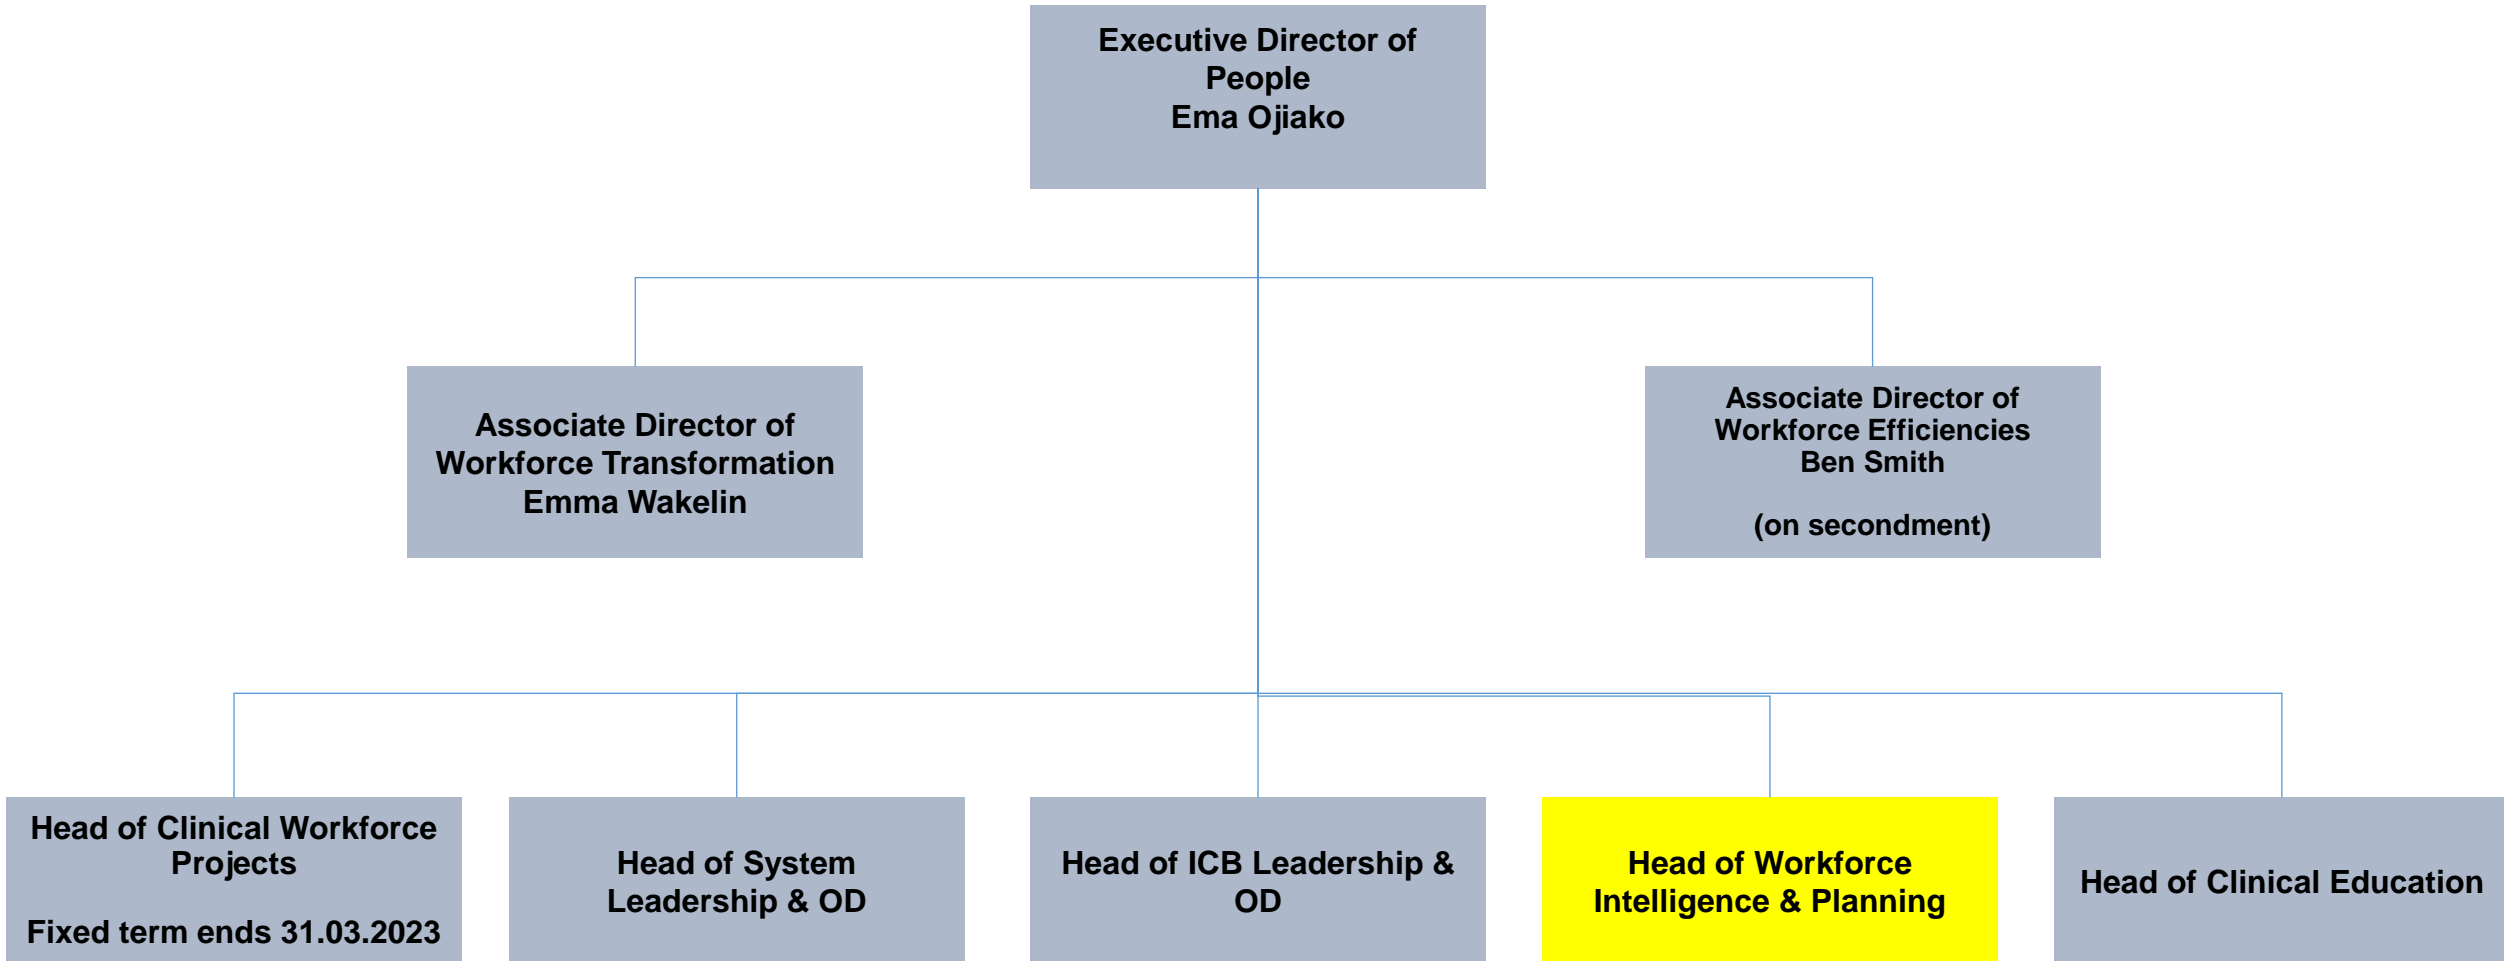 Executive Director of
People
Ema Ojiako
Associate Director of
Workforce Transformation
Emma Wakelin
Associate Director of
Workforce Efficiencies
Ben Smith
(on secondment)
Head of Clinical Workforce
Projects
Fixed term ends 31.03.2023
Head of System
Leadership & OD
Head of ICB Leadership &
OD
Head of Workforce
Intelligence & Planning
Head of Clinical Education